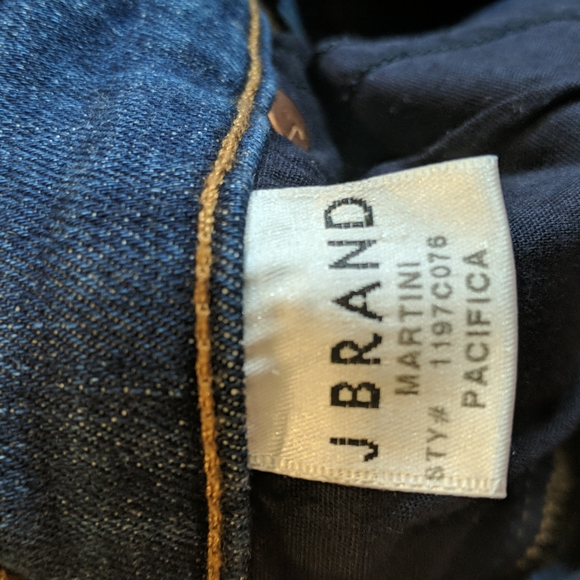 J BRAND
MARTINI
STY# 1197C076
PACIFICA